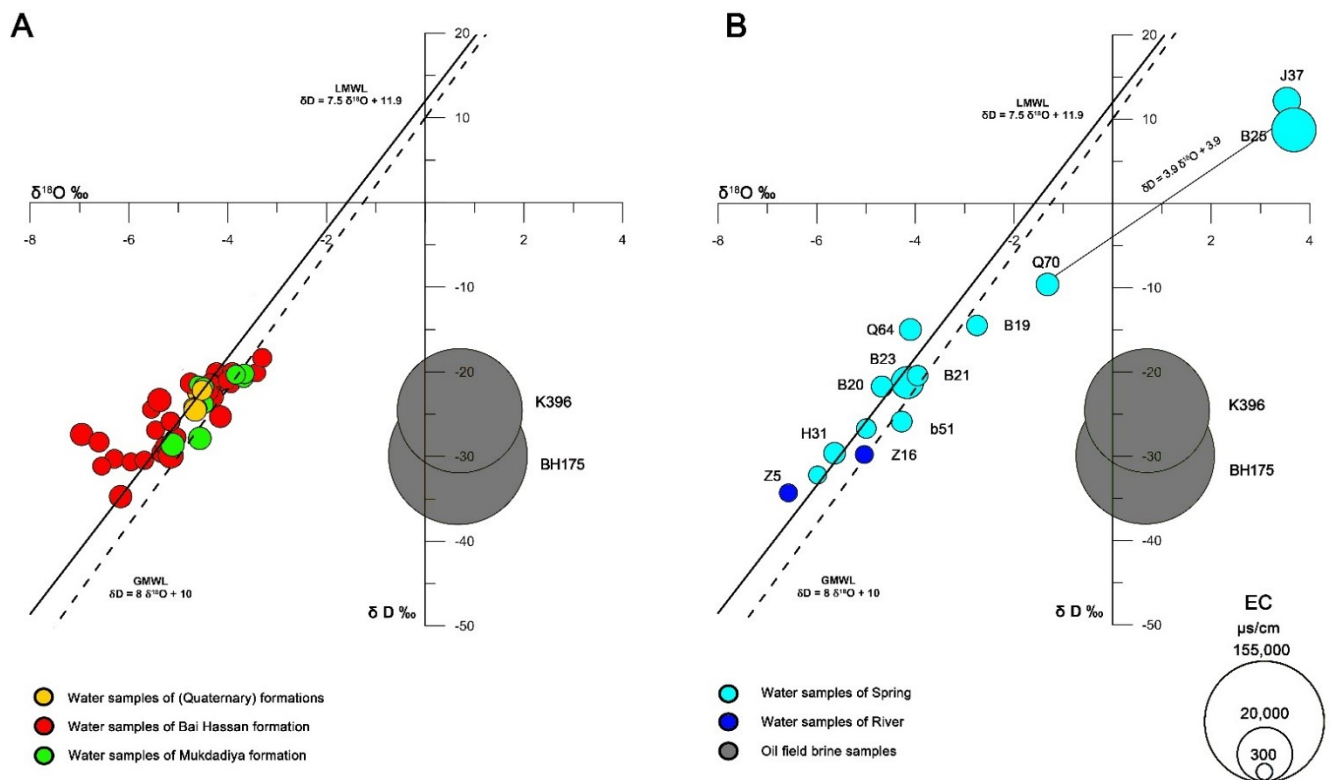 A
20
LMWL
δD = 7.5 δ¹⁸O + 11.9
10
δ¹⁸O ‰
-8
-6
-4
-2
2
4
-10
-20
K396
-30
BH175
-40
GMWL
δD = 8 δ¹⁸O + 10
δ D ‰
-50
Water samples of (Quaternary) formations
Water samples of Bai Hassan formation
Water samples of Mukdadiya formation
B
20
J37
LMWL
δD = 7.5 δ¹⁸O + 11.9
10
B25
δD = 3.9 δ¹⁸O + 3.9
δ¹⁸O ‰
-8
-6
-4
-2
2
4
Q70
-10
Q64
B19
B23
-20
B20
B21
K396
b51
H31
Z16
-30
BH175
Z5
-40
GMWL
δD = 8 δ¹⁸O + 10
δ D ‰
-50
Water samples of Spring
Water samples of River
Oil field brine samples
EC
µs/cm
155,000
20,000
300